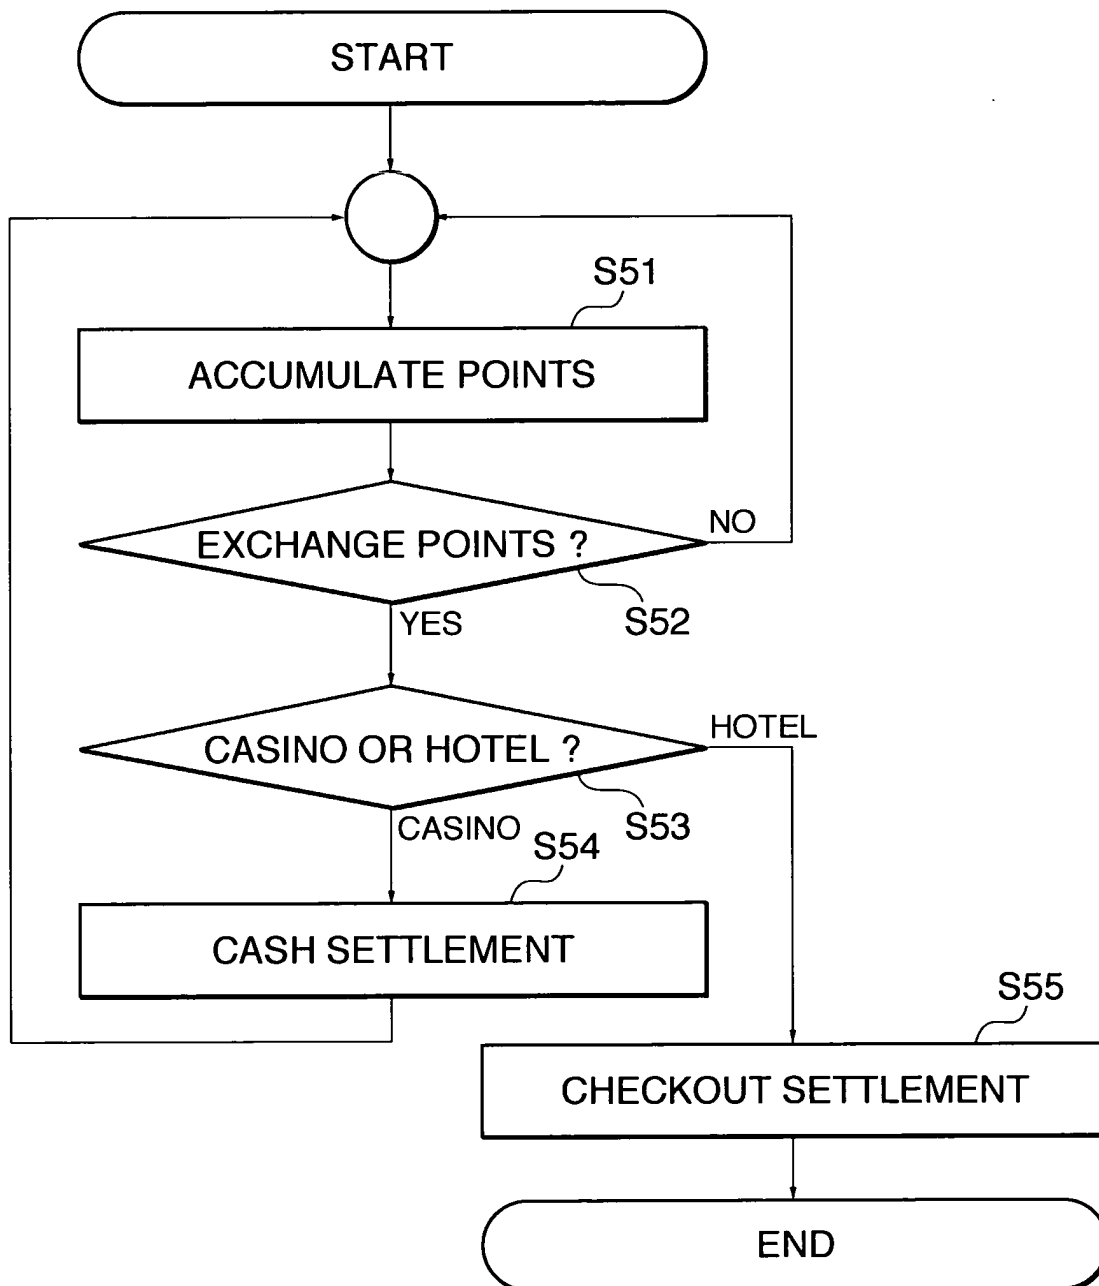 START
S51
ACCUMULATE POINTS
NO
EXCHANGE POINTS ?
S52
YES
HOTEL
CASINO OR HOTEL ?
S53
CASINO
S54
CASH SETTLEMENT
S55
CHECKOUT SETTLEMENT
END